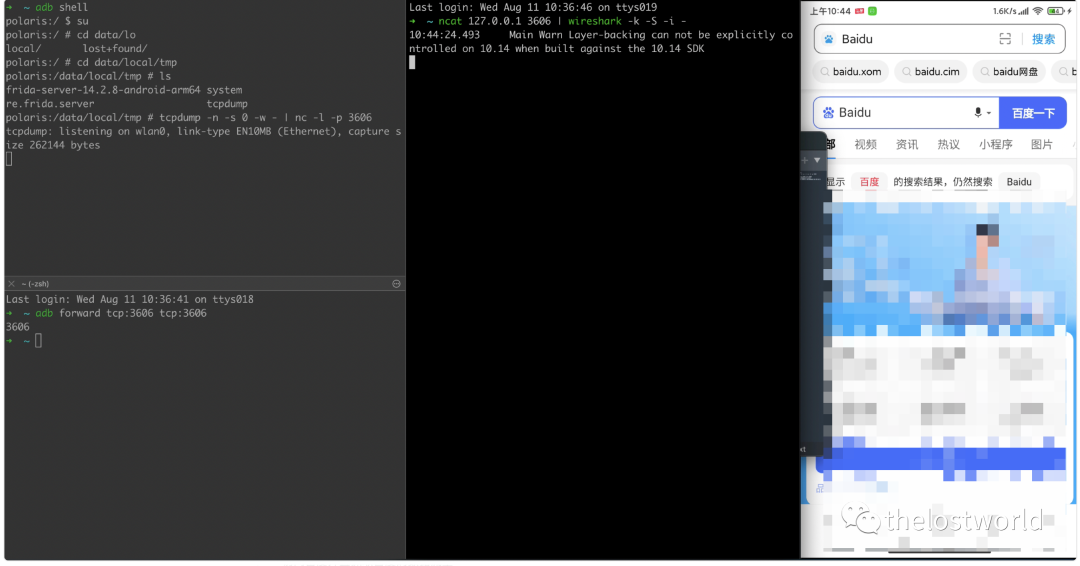 → ~ adb shell
polaris:/ $ su
polaris:/ # cd data/lo
local/ lost+found/
polaris:/ # cd data/local/tmp
polaris:/data/local/tmp # ls
frida-server-14.2.8-android-arm64 system
re.frida.server tcpdump
polaris:/data/local/tmp # tcpdump -n -s 0 -w - | nc -l -p 3606
tcpdump: listening on wlan0, link-type EN10MB (Ethernet), capture s
ize 262144 bytes
~ (-zsh)
Last login: Wed Aug 11 10:36:41 on ttys018
→ ~ adb forward tcp:3606 tcp:3606
3606
→ ~
Last login: Wed Aug 11 10:36:46 on ttys019
→ ~ ncat 127.0.0.1 3606 | wireshark -k -S -i -
10:44:24.493 Main Warn Layer-backing can not be explicitly co
ntrolled on 10.14 when built against the 10.14 SDK
上午10:44 1.6K/s
Baidu 搜索
baidu.xom baidu.cim baidu网盘 b
Baidu 百度一下
部 视频 资讯 热议 小程序 图片
显示 百度 的搜索结果，仍然搜索 Baidu
xt
品
thelostworld